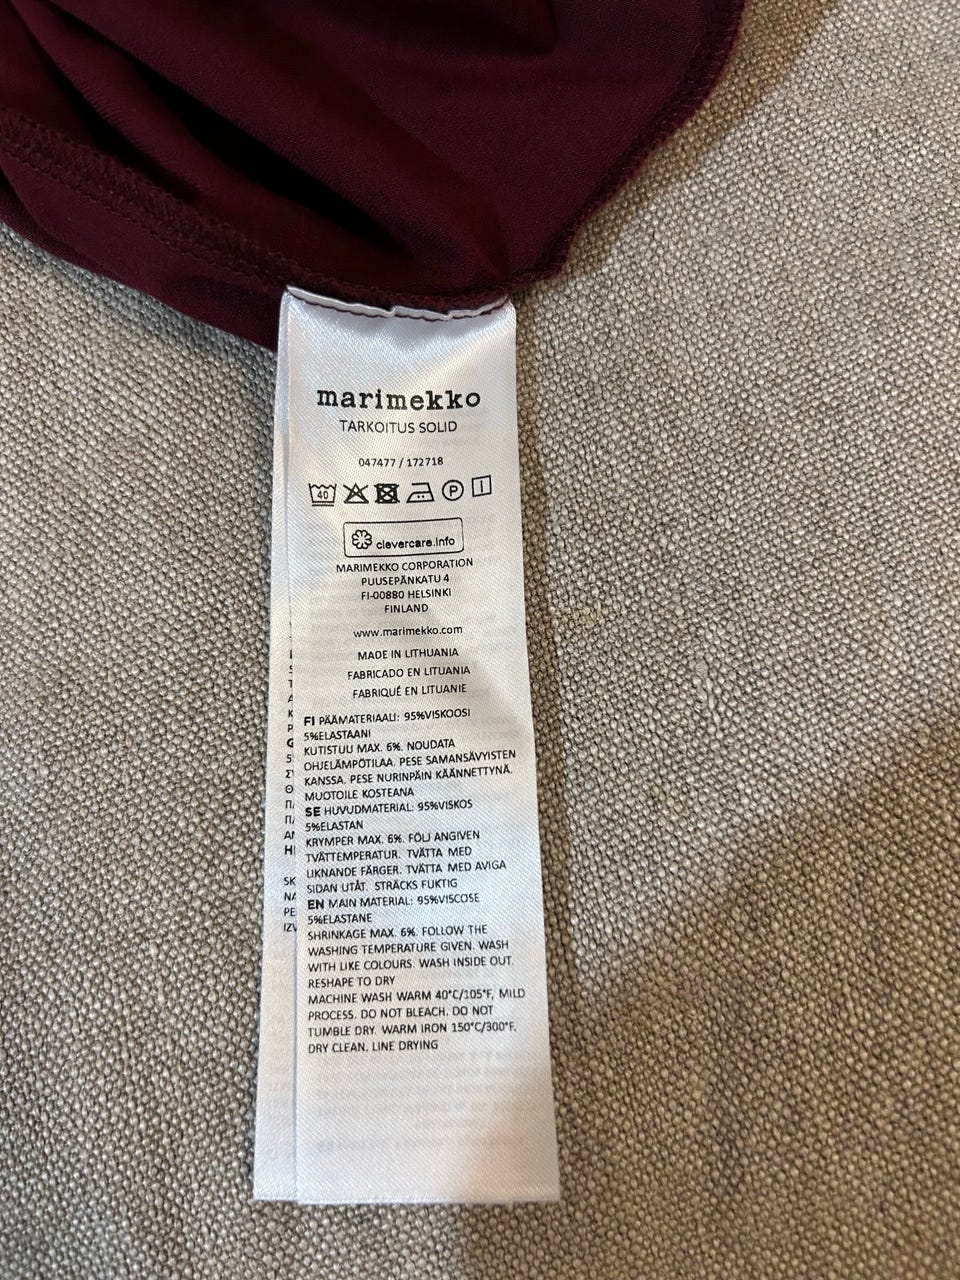 marimekko
TARKOITUS SOLID
047477 / 172718
40
P
clevercare.info
MARIMEKKO CORPORATION
PUUSEPÄNKATU 4
FI-00880 HELSINKI
FINLAND
www.marimekko.com
MADE IN LITHUANIA
FABRICADO EN LITUANIA
FABRIQUÉ EN LITUANIE
FI PÄÄMATERIAALI: 95%VISKOOSI
5%ELASTAANI
KUTISTUU MAX. 6%. NOUDATA
OHJELÄMPÖTILAA. PESE SAMANSÄVYISTEN
KANSSA. PESE NURINPÄIN KÄÄNNETTYNÄ.
MUOTOILE KOSTEANA
SE HUVUDMATERIAL: 95%VISKOS
5%ELASTAN
KRYMPER MAX. 6%. FÖLJ ANGIVEN
TVÄTTEMPERATUR. TVÄTTA MED
LIKNANDE FÄRGER. TVÄTTA MED AVIGA
SIDAN UTÅT. STRÄCKS FUKTIG
EN MAIN MATERIAL: 95%VISCOSE
5%ELASTANE
SHRINKAGE MAX. 6%. FOLLOW THE
WASHING TEMPERATURE GIVEN. WASH
WITH LIKE COLOURS. WASH INSIDE OUT.
RESHAPE TO DRY
MACHINE WASH WARM 40°C/105°F, MILD
PROCESS. DO NOT BLEACH. DO NOT
TUMBLE DRY. WARM IRON 150°C/300°F.
DRY CLEAN. LINE DRYING